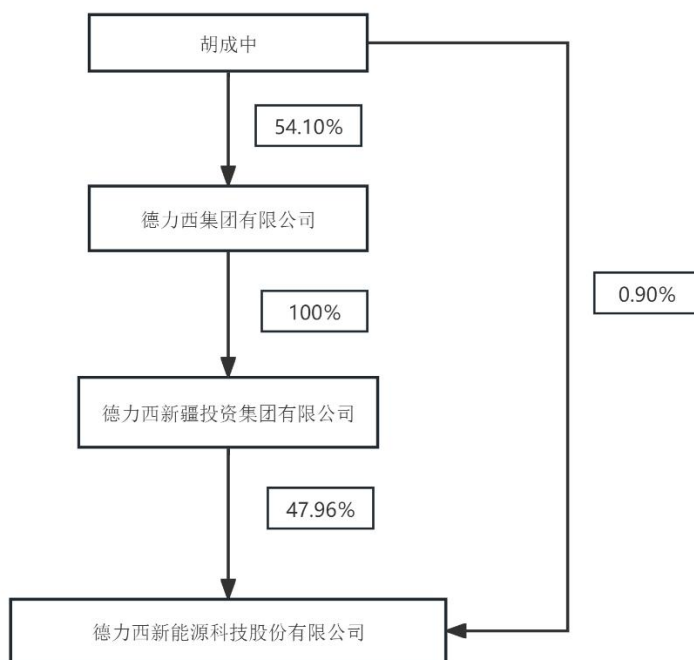 胡成中
54.10%
德力西集团有限公司
0.90%
100%
德力西新疆投资集团有限公司
47.96%
德力西新能源科技股份有限公司